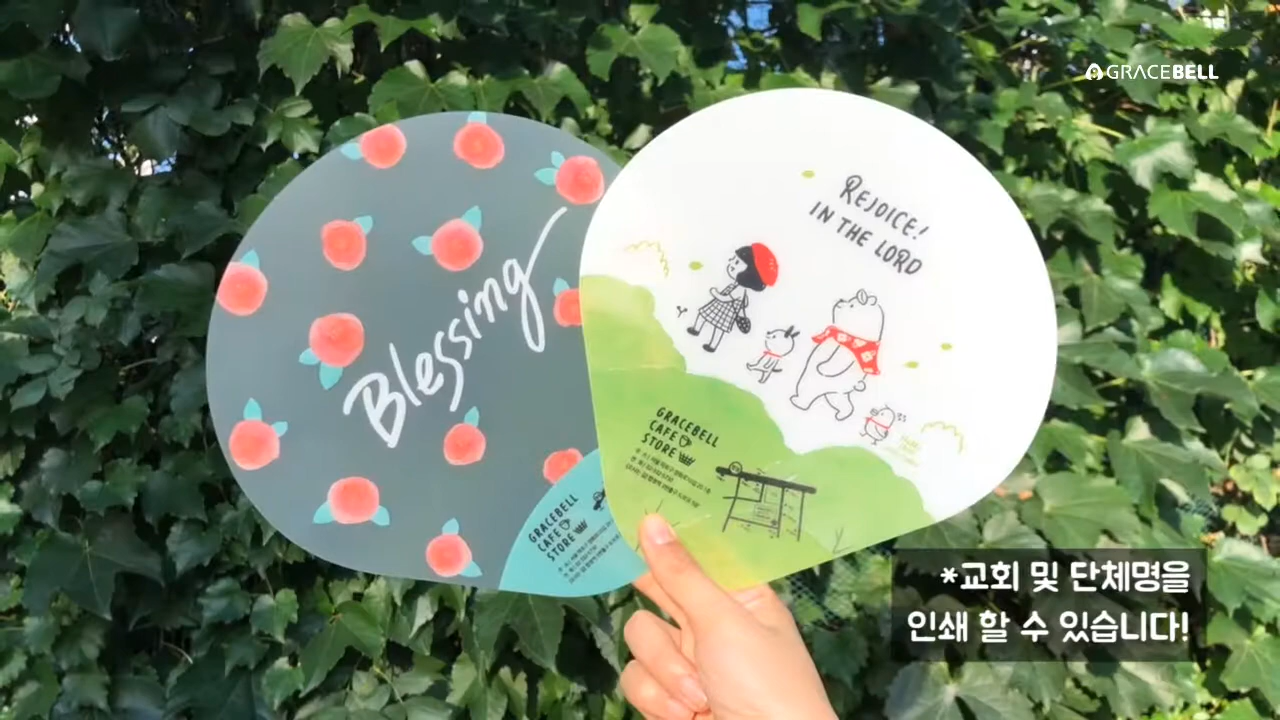 GRACEBELL
Blessing
REJOICE!
IN THE LORD
GRACEBELL
CAFE
STORE
GRACEBELL
CAFE
STORE
*교회 및 단체명을
인쇄 할 수 있습니다!